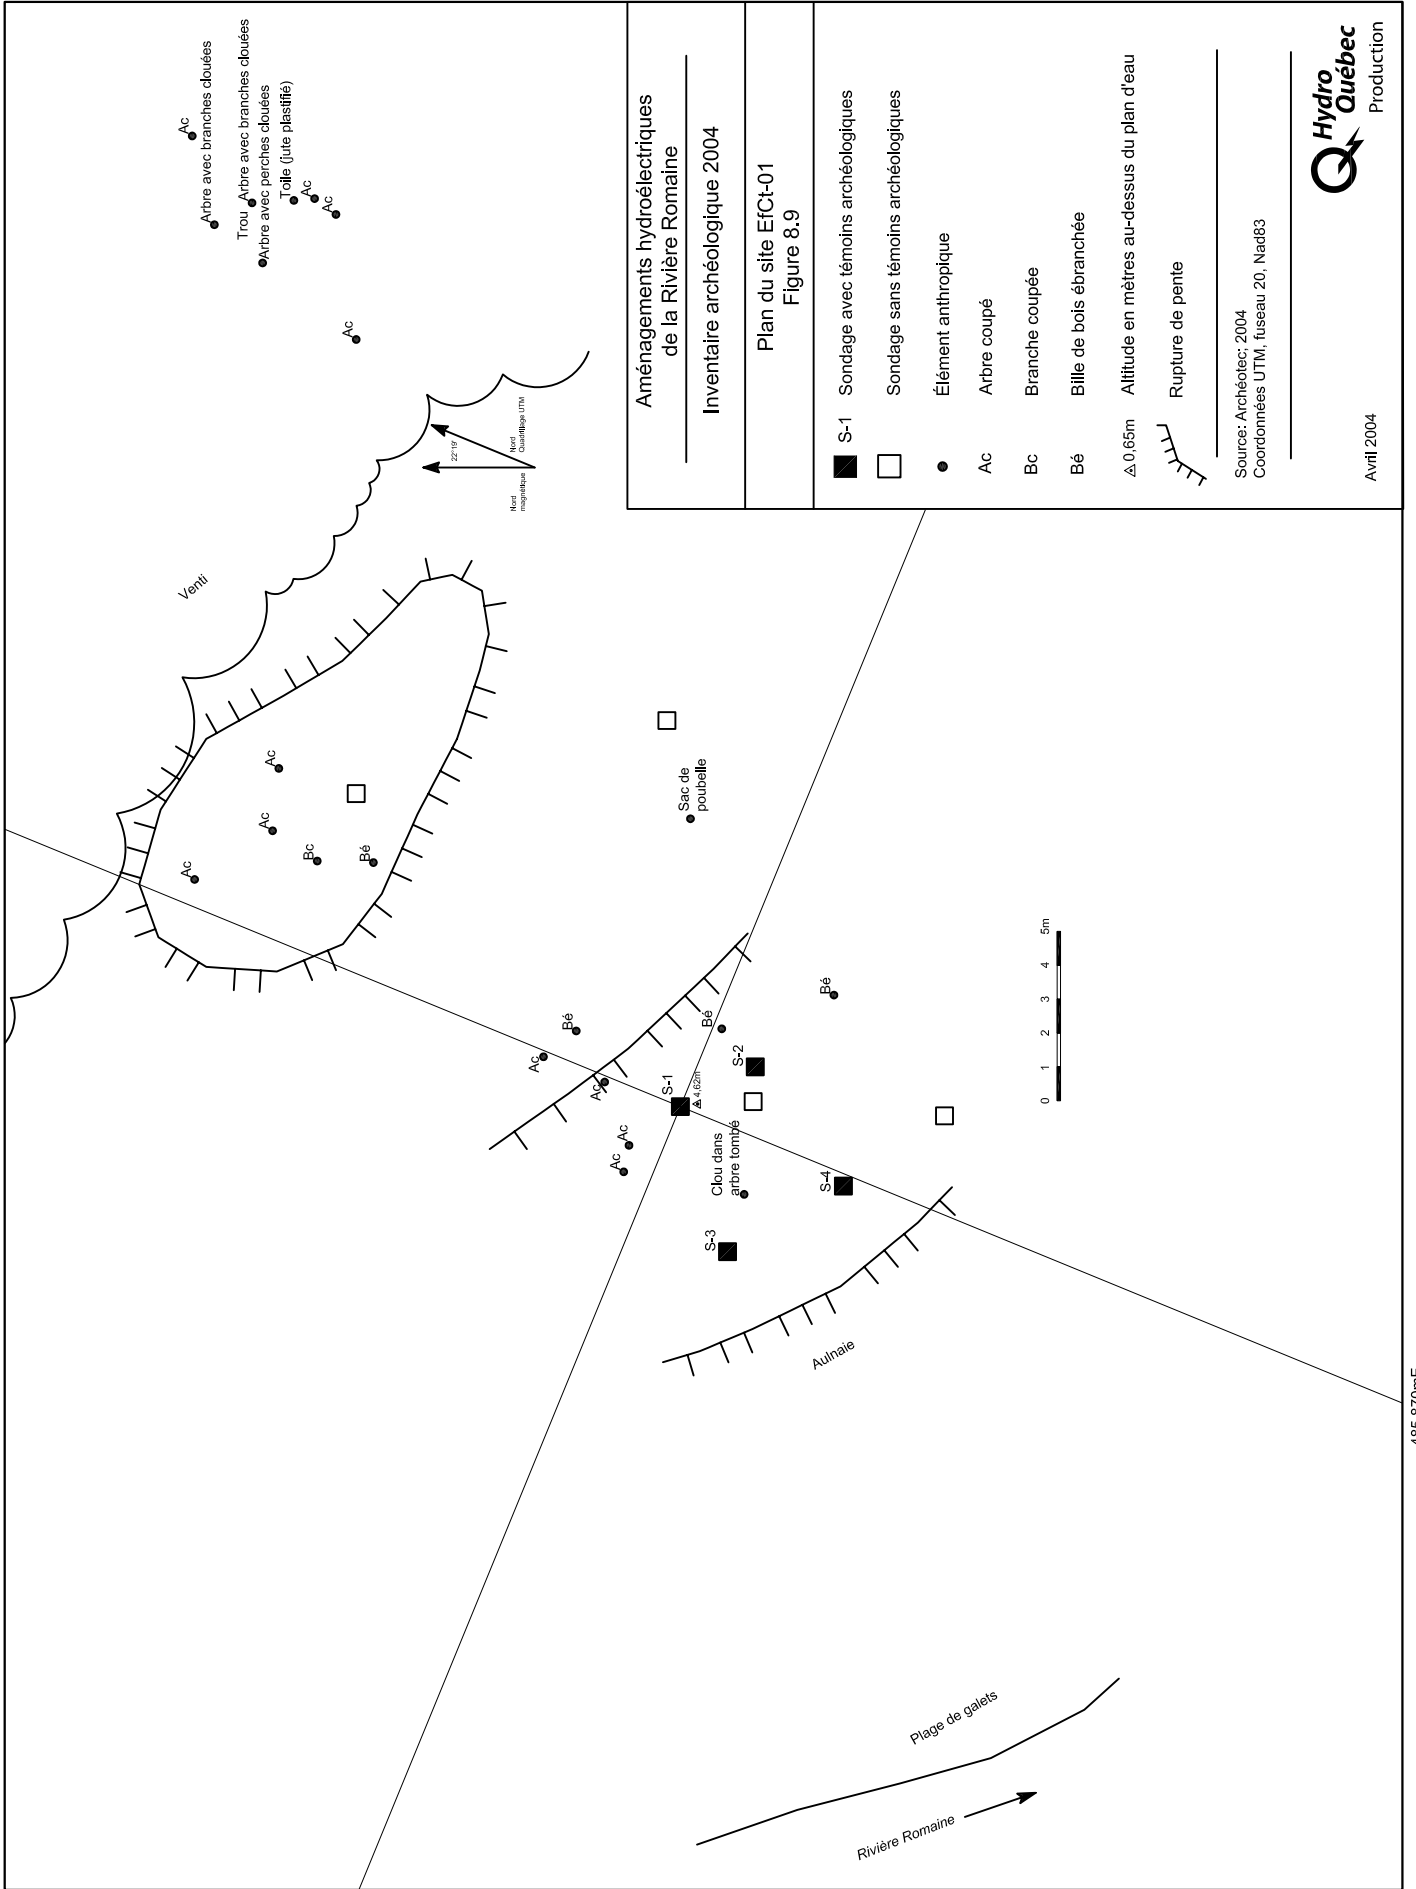 Ac
Arbre avec branches clouées
Trou
Arbre avec branches clouées
Arbre avec perches clouées
Toile (jute plastifié)
Ac
Ac
Ac
Venti
22°19'
Nord
magnétique
Nord
Quadrillage UTM
Ac
Ac
Ac
Bc
Bé
Sac de
poubelle
Bé
Ac
Ac
Ac
Ac
Bé
Bé
S-1
4,62m
S-2
Clou dans
arbre tombé
S-3
S-4
Aulnaie
0 1 2 3 4 5m
Plage de galets
Rivière Romaine
485 870mE
Aménagements hydroélectriques
de la Rivière Romaine
Inventaire archéologique 2004
Plan du site EfCt-01
Figure 8.9
S-1 Sondage avec témoins archéologiques
Sondage sans témoins archéologiques
Élément anthropique
Ac Arbre coupé
Bc Branche coupée
Bé Bille de bois ébranchée
0,65m Altitude en mètres au-dessus du plan d'eau
Rupture de pente
Source: Archéotec; 2004
Coordonnées UTM, fuseau 20, Nad83
Avril 2004
Hydro
Québec
Production